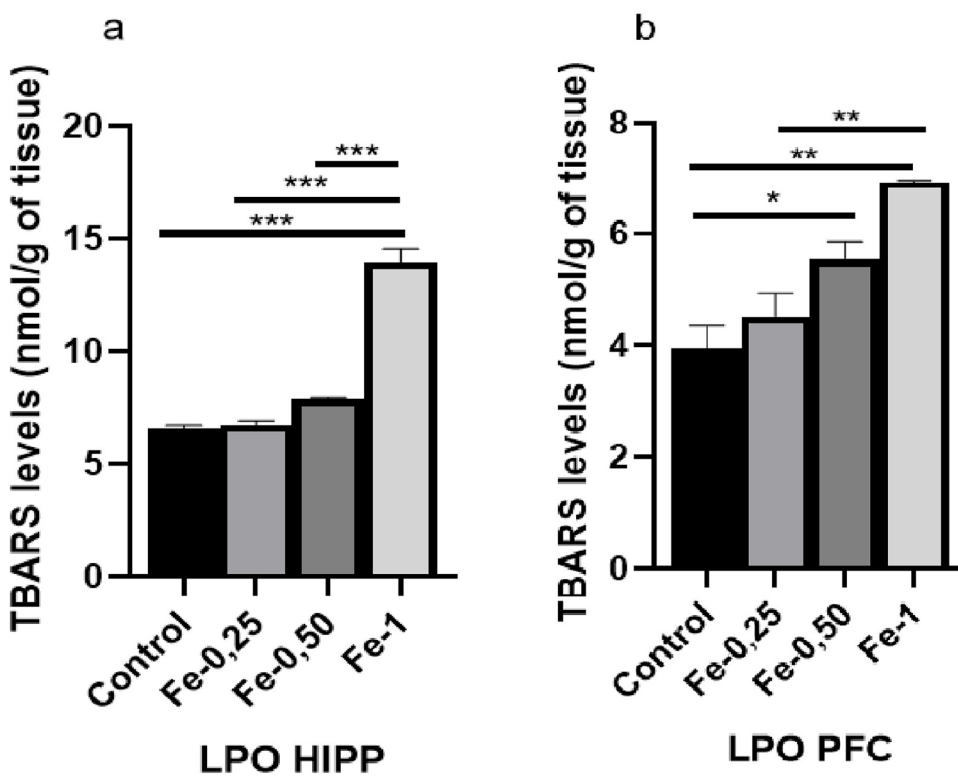 a
TBARS levels (nmol/g of tissue)
20
15
10
5
0
***
***
***
Control
Fe-0,25
Fe-0,50
Fe-1
LPO HIPP
b
TBARS levels (nmol/g of tissue)
8
6
4
2
0
**
**
*
Control
Fe-0,25
Fe-0,50
Fe-1
LPO PFC